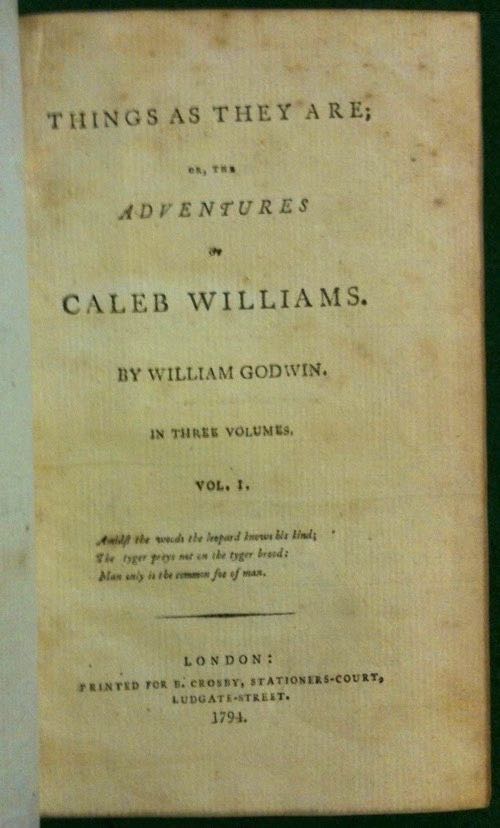 THINGS AS THEY ARE;
OR, THE
ADVENTURES
OF
CALEB WILLIAMS.
BY WILLIAM GODWIN.
IN THREE VOLUMES.
VOL. I.
Amidſt the woods the leopard knows his kind;
The tyger preys not on the tyger brood:
Man only is the common foe of man.
LONDON:
PRINTED FOR B. CROSBY, STATIONERS-COURT,
LUDGATE-STREET.
1794.